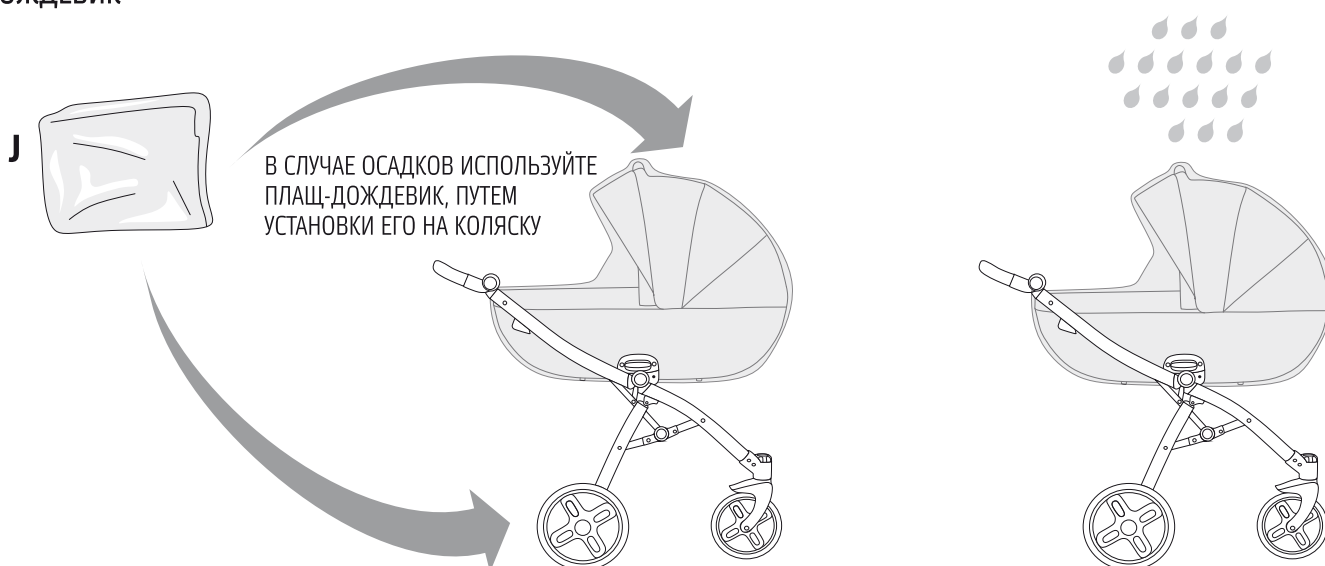 J
В СЛУЧАЕ ОСАДКОВ ИСПОЛЬЗУЙТЕ
ПЛАЩ-ДОЖДЕВИК, ПУТЕМ
УСТАНОВКИ ЕГО НА КОЛЯСКУ